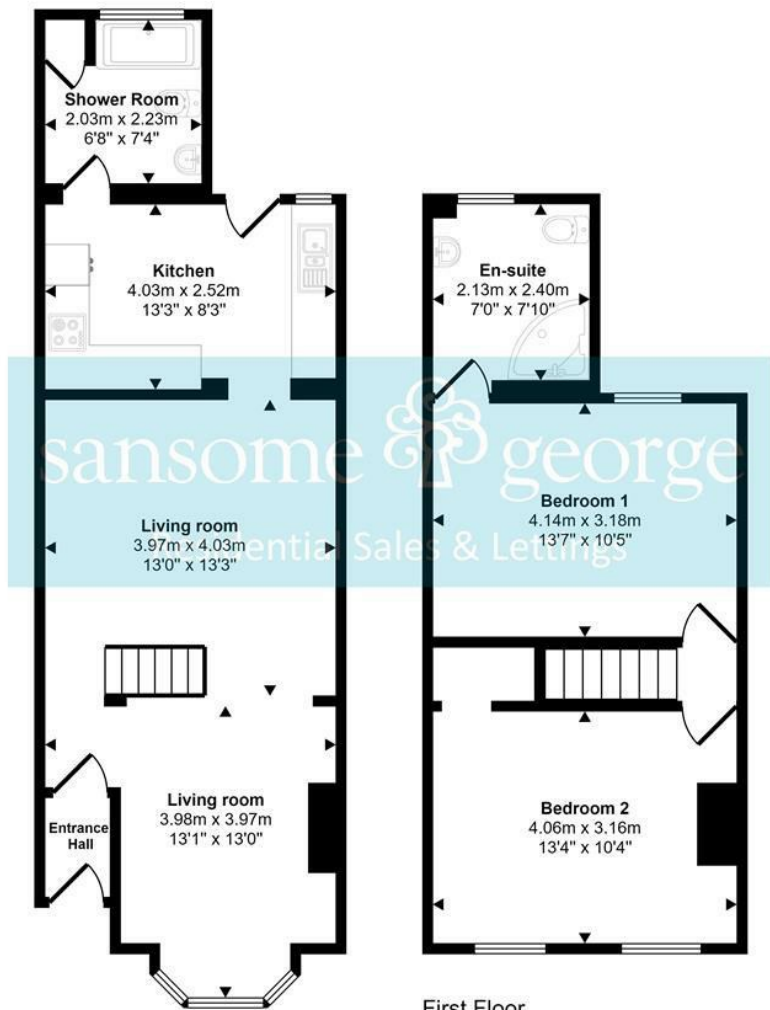 Shower Room
2.03m x 2.23m
6'8" x 7'4"
Kitchen
4.03m x 2.52m
13'3" x 8'3"
En-suite
2.13m x 2.40m
7'0" x 7'10"
sansome george
Residential Sales & Lettings
Living room
3.97m x 4.03m
13'0" x 13'3"
Bedroom 1
4.14m x 3.18m
13'7" x 10'5"
Living room
3.98m x 3.97m
13'1" x 13'0"
Entrance
Hall
Bedroom 2
4.06m x 3.16m
13'4" x 10'4"
First Floor